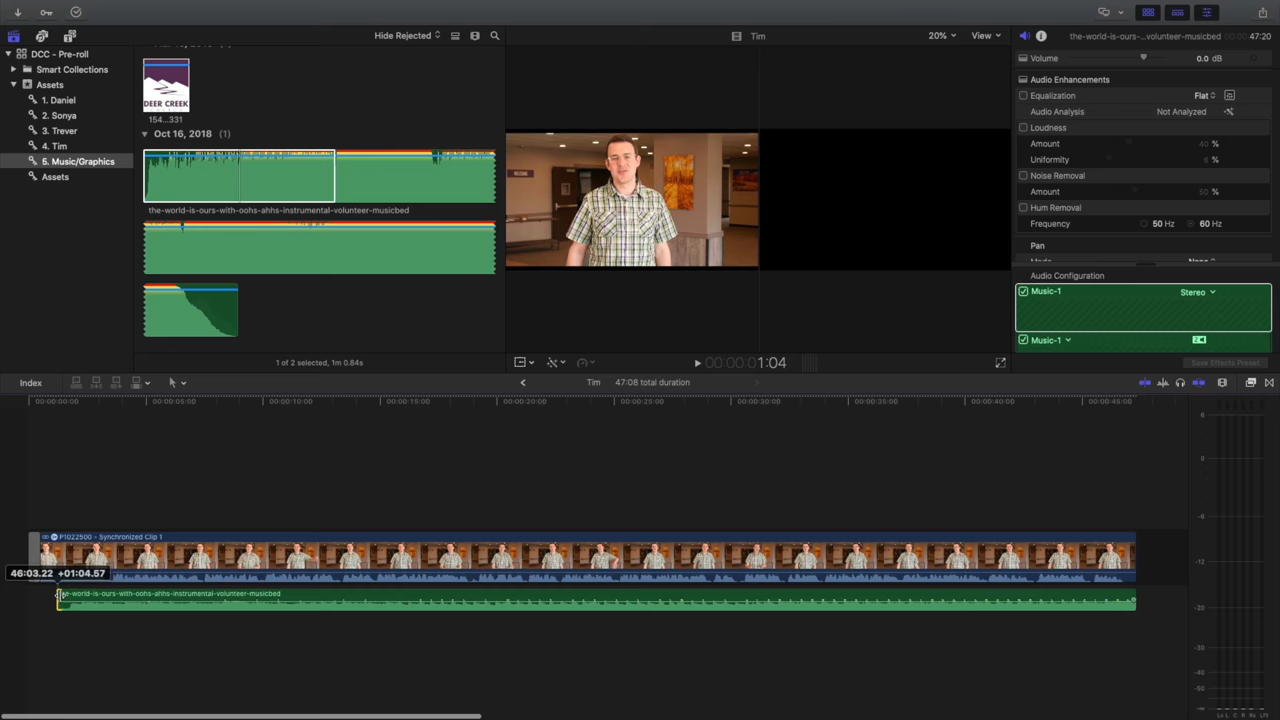 Hide Rejected
20%
View
Tim
the-world-is-ours-...volunteer-musicbed
47:20
DCC - Pre-roll
Smart Collections
Assets
1. Daniel
2. Sonya
3. Trever
4. Tim
5. Music/Graphics
Assets
DEER CREEK
154...331
Oct 16, 2018 (1)
the-world-is-ours-with-oohs-ahhs-instrumental-volunteer-musicbed
1 of 2 selected, 1m 0.84s
Volume
0.0 dB
Audio Enhancements
Equalization
Flat
Audio Analysis
Not Analyzed
Loudness
Amount
40 %
Uniformity
6 %
Noise Removal
Amount
50 %
Hum Removal
Frequency
50 Hz
60 Hz
Pan
Audio Configuration
Music-1
Stereo
Music-1
Save Effects Preset
00:00:00:01:04
Index
Tim
47:08 total duration
00:00:00:00
00:00:05:00
00:00:10:00
00:00:20:00
00:00:25:00
00:00:30:00
00:00:35:00
00:00:40:00
00:00:45:00
P1022500 - Synchronized Clip 1
46:03.22 +01:04.57
e-world-is-ours-with-oohs-ahhs-instrumental-volunteer-musicbed
6
0
-6
-12
-20
-30
-40
-50